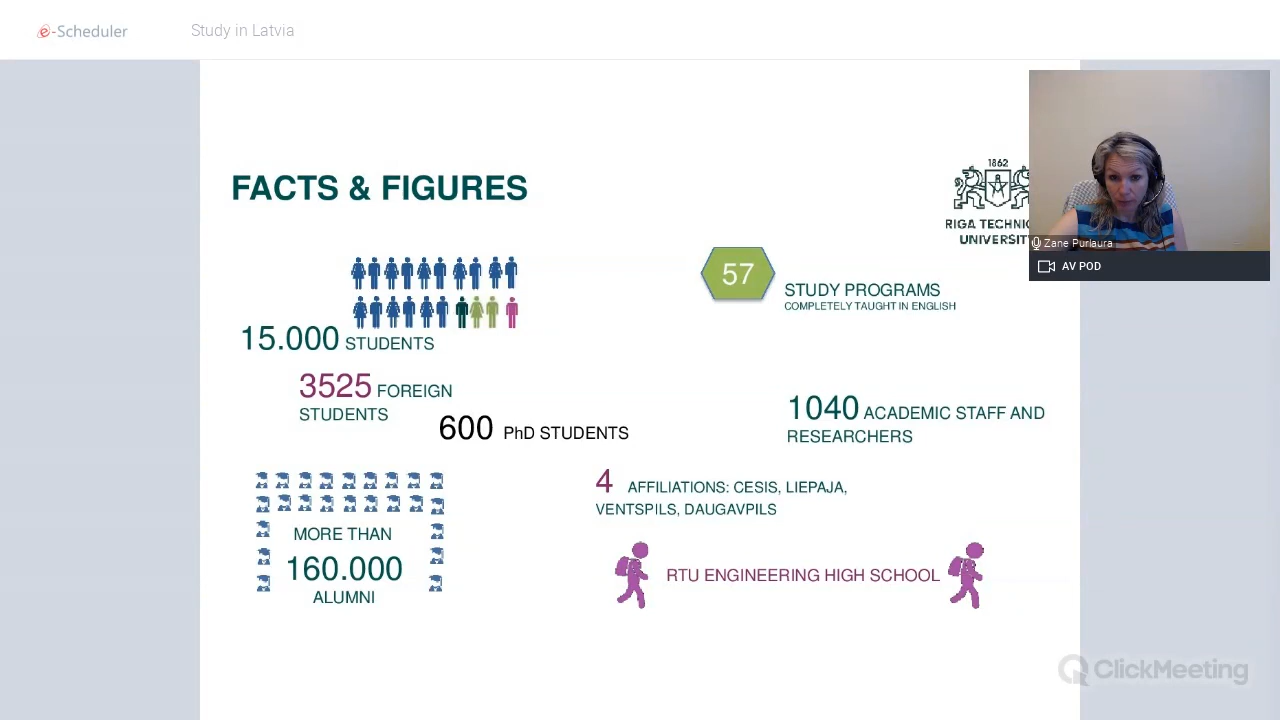 e-Scheduler
Study in Latvia
FACTS & FIGURES
1862
RIGA TECHNIC
UNIVERSIT
Zane Purlaura
AV POD
57
STUDY PROGRAMS
COMPLETELY TAUGHT IN ENGLISH
15.000 STUDENTS
3525 FOREIGN
STUDENTS
600 PhD STUDENTS
1040 ACADEMIC STAFF AND
RESEARCHERS
4 AFFILIATIONS: CESIS, LIEPAJA,
VENTSPILS, DAUGAVPILS
MORE THAN
160.000
ALUMNI
RTU ENGINEERING HIGH SCHOOL
ClickMeeting